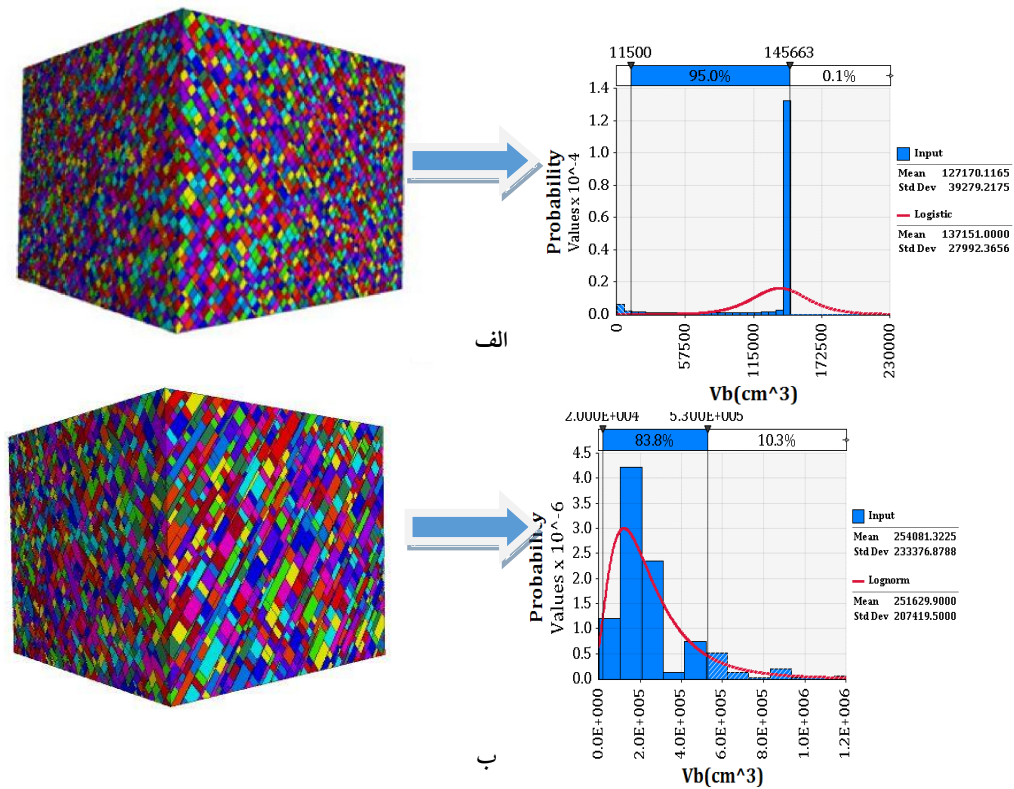 11500 145663
95.0% 0.1%
1.4
1.2
1.0
0.8
0.6
0.4
0.2
0.0
Probability
Values x 10^-4
0
57500
115000
172500
230000
Vb(cm^3)
Input
Mean 127170.1165
Std Dev 39279.2175
Logistic
Mean 137151.0000
Std Dev 27992.3656
الف
2.000E+004 5.300E+005
83.8% 10.3%
4.5
4.0
3.5
3.0
2.5
2.0
1.5
1.0
0.5
0.0
Probability
Values x 10^-6
0.0E+000
2.0E+005
4.0E+005
6.0E+005
8.0E+005
1.0E+006
1.2E+006
Vb(cm^3)
Input
Mean 254081.3225
Std Dev 233376.8788
Lognorm
Mean 251629.9000
Std Dev 207419.5000
ب